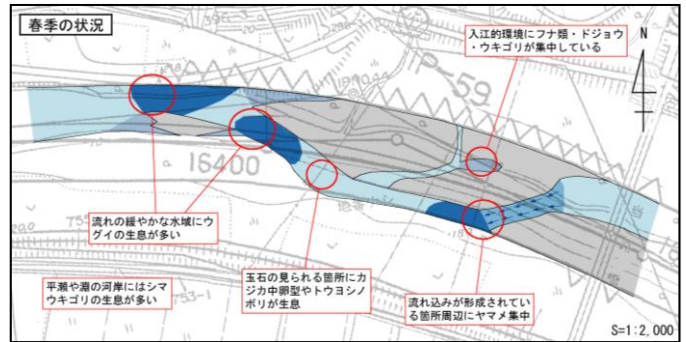 春季の状況
入江的環境にフナ類・ドジョウ
・ウキゴリが集中している
N
P-59
16400
流れの緩やかな水域にウ
グイの生息が多い
平瀬や淵の河岸にはシマ
ウキゴリの生息が多い
玉石の見られる箇所にカ
ジカ中卵型やトウヨシノ
ボリが生息
流れ込みが形成されてい
る箇所周辺にヤマメ集中
753-1
S=1:2,000